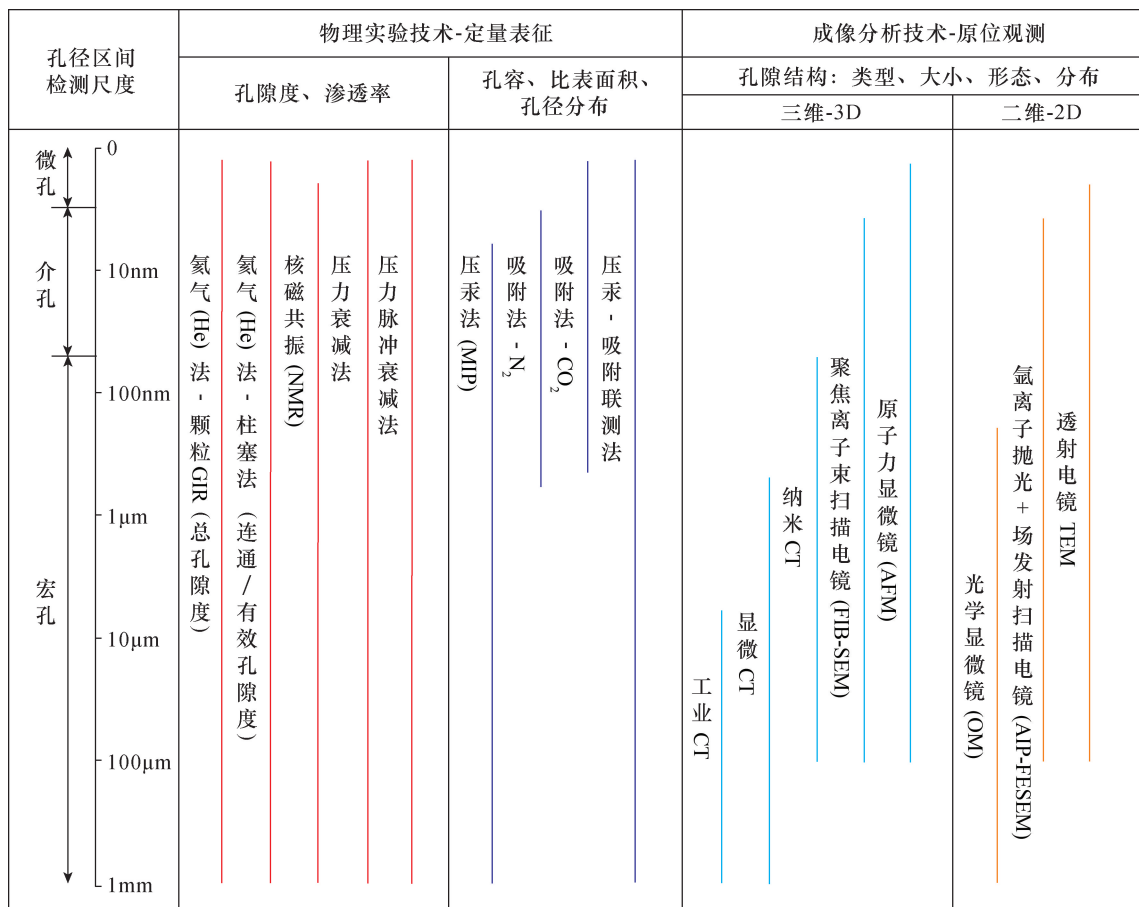 孔径区间
检测尺度
物理实验技术-定量表征
成像分析技术-原位观测
孔隙度、渗透率
孔容、比表面积、
孔径分布
孔隙结构：类型、大小、形态、分布
三维-3D
二维-2D
微孔
介孔
宏孔
0
10nm
100nm
1μm
10μm
100μm
1mm
氦气(He)法-颗粒GIR(总孔隙度)
氦气(He)法-柱塞法(连通/有效孔隙度)
核磁共振(NMR)
压力衰减法
压力脉冲衰减法
压汞法(MIP)
吸附法-N2
吸附法-CO2
压汞-吸附联测法
工业CT
显微CT
纳米CT
聚焦离子束扫描电镜(FIB-SEM)
原子力显微镜(AFM)
光学显微镜(OM)
氩离子抛光+场发射扫描电镜(AIP-FESEM)
透射电镜TEM